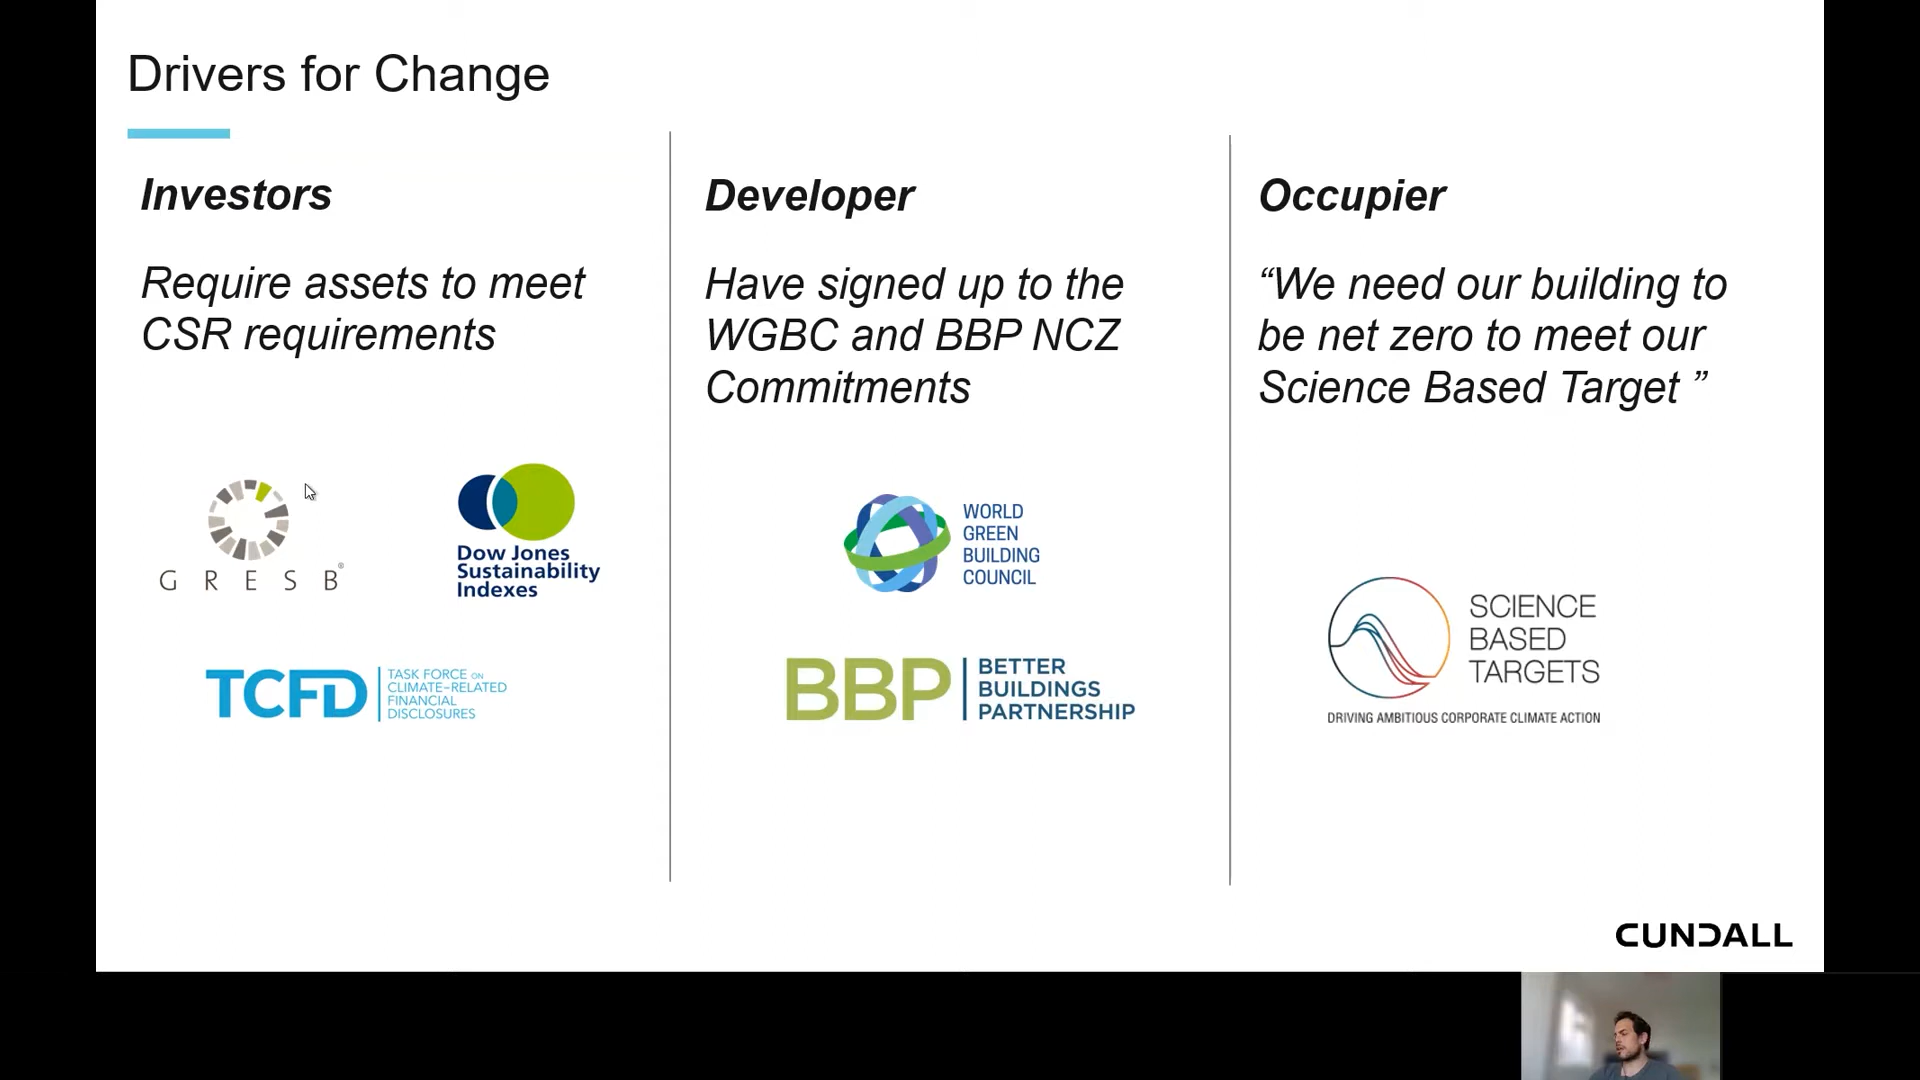 Drivers for Change
Investors
Require assets to meet
CSR requirements
GRESB®
Dow Jones
Sustainability
Indexes
TCFD
TASK FORCE ON
CLIMATE-RELATED
FINANCIAL
DISCLOSURES
Developer
Have signed up to the
WGBC and BBP NCZ
Commitments
WORLD
GREEN
BUILDING
COUNCIL
BBP
BETTER
BUILDINGS
PARTNERSHIP
Occupier
“We need our building to
be net zero to meet our
Science Based Target ”
SCIENCE
BASED
TARGETS
DRIVING AMBITIOUS CORPORATE CLIMATE ACTION
CUNDALL